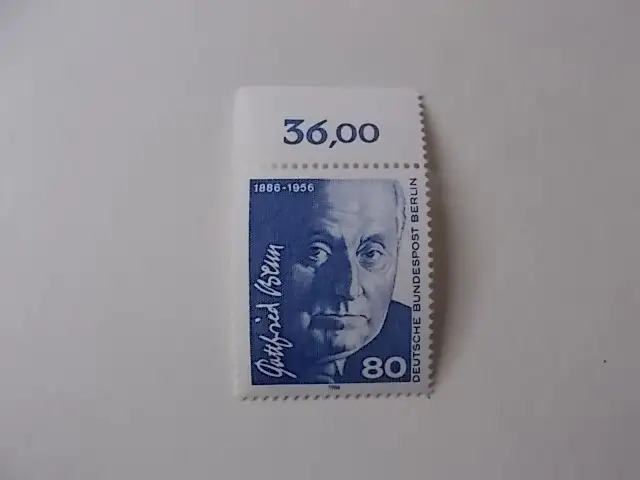 36,00
1886-1956
Gottfried Benn
80
DEUTSCHE BUNDESPOST BERLIN
1986